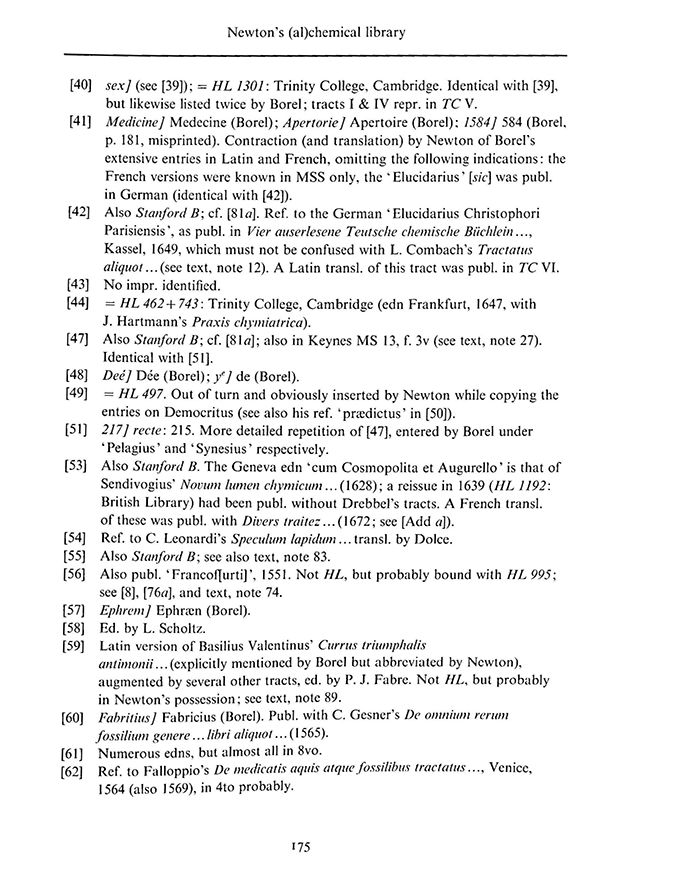 Newton's (al)chemical library
[40] sex] (see [39]); = HL 1301: Trinity College, Cambridge. Identical with [39],
but likewise listed twice by Borel; tracts I & IV repr. in TC V.
[41] Medicine] Medecine (Borel); Apertorie] Apertoire (Borel); 1584] 584 (Borel,
p. 181, misprinted). Contraction (and translation) by Newton of Borel's
extensive entries in Latin and French, omitting the following indications: the
French versions were known in MSS only, the 'Elucidarius' [sic] was publ.
in German (identical with [42]).
[42] Also Stanford B; cf. [81a]. Ref. to the German 'Elucidarius Christophori
Parisiensis', as publ. in Vier auserlesene Teutsche chemische Büchlein...,
Kassel, 1649, which must not be confused with L. Combach's Tractatus
aliquot...(see text, note 12). A Latin transl. of this tract was publ. in TC VI.
[43] No impr. identified.
[44] = HL 462+743: Trinity College, Cambridge (edn Frankfurt, 1647, with
J. Hartmann's Praxis chymiatrica).
[47] Also Stanford B; cf. [81a]; also in Keynes MS 13, f. 3v (see text, note 27).
Identical with [51].
[48] Deé] Dée (Borel); yᵉ] de (Borel).
[49] = HL 497. Out of turn and obviously inserted by Newton while copying the
entries on Democritus (see also his ref. 'prædictus' in [50]).
[51] 217] recte: 215. More detailed repetition of [47], entered by Borel under
'Pelagius' and 'Synesius' respectively.
[53] Also Stanford B. The Geneva edn 'cum Cosmopolita et Augurello' is that of
Sendivogius' Novum lumen chymicum...(1628); a reissue in 1639 (HL 1192:
British Library) had been publ. without Drebbel's tracts. A French transl.
of these was publ. with Divers traitez...(1672; see [Add a]).
[54] Ref. to C. Leonardi's Speculum lapidum...transl. by Dolce.
[55] Also Stanford B; see also text, note 83.
[56] Also publ. 'Francof[urti]', 1551. Not HL, but probably bound with HL 995;
see [8], [76a], and text, note 74.
[57] Ephrem] Ephræn (Borel).
[58] Ed. by L. Scholtz.
[59] Latin version of Basilius Valentinus' Currus triumphalis
antimonii...(explicitly mentioned by Borel but abbreviated by Newton),
augmented by several other tracts, ed. by P. J. Fabre. Not HL, but probably
in Newton's possession; see text, note 89.
[60] Fabritius] Fabricius (Borel). Publ. with C. Gesner's De omnium rerum
fossilium genere...libri aliquot...(1565).
[61] Numerous edns, but almost all in 8vo.
[62] Ref. to Falloppio's De medicatis aquis atque fossilibus tractatus..., Venice,
1564 (also 1569), in 4to probably.
175